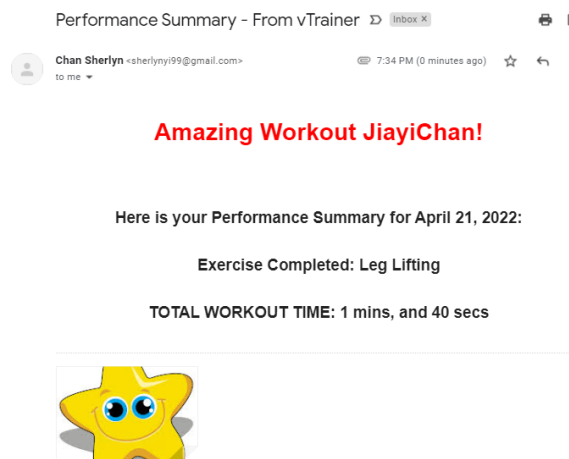 Performance Summary - From vTrainer Inbox ×
Chan Sherlyn <sherlynyi99@gmail.com> 7:34 PM (0 minutes ago)
to me
Amazing Workout JiayiChan!
Here is your Performance Summary for April 21, 2022:
Exercise Completed: Leg Lifting
TOTAL WORKOUT TIME: 1 mins, and 40 secs